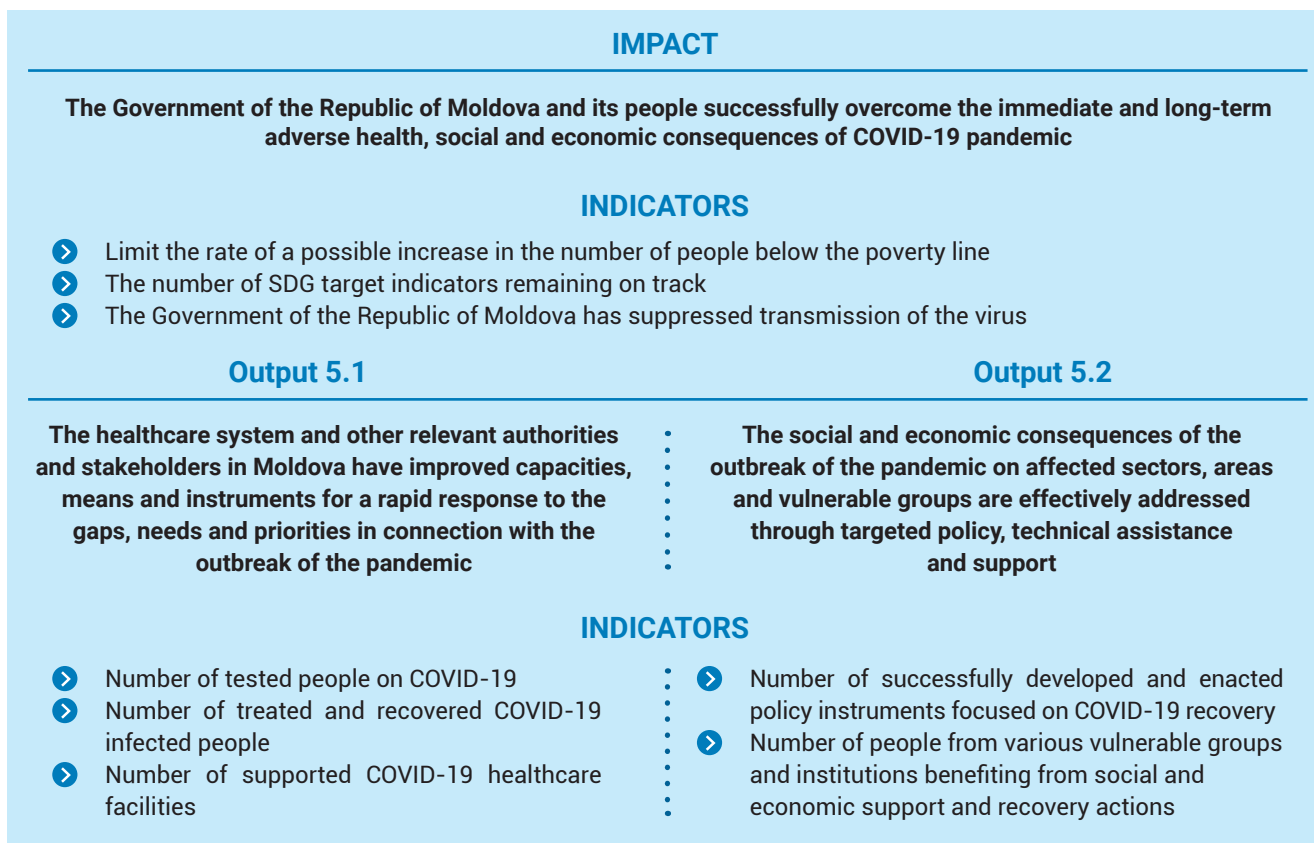 IMPACT
The Government of the Republic of Moldova and its people successfully overcome the immediate and long-term
adverse health, social and economic consequences of COVID-19 pandemic
INDICATORS
Limit the rate of a possible increase in the number of people below the poverty line
The number of SDG target indicators remaining on track
The Government of the Republic of Moldova has suppressed transmission of the virus
Output 5.1
The healthcare system and other relevant authorities
and stakeholders in Moldova have improved capacities,
means and instruments for a rapid response to the
gaps, needs and priorities in connection with the
outbreak of the pandemic
Output 5.2
The social and economic consequences of the
outbreak of the pandemic on affected sectors, areas
and vulnerable groups are effectively addressed
through targeted policy, technical assistance
and support
INDICATORS
Number of tested people on COVID-19
Number of treated and recovered COVID-19
infected people
Number of supported COVID-19 healthcare
facilities
Number of successfully developed and enacted
policy instruments focused on COVID-19 recovery
Number of people from various vulnerable groups
and institutions benefiting from social and
economic support and recovery actions